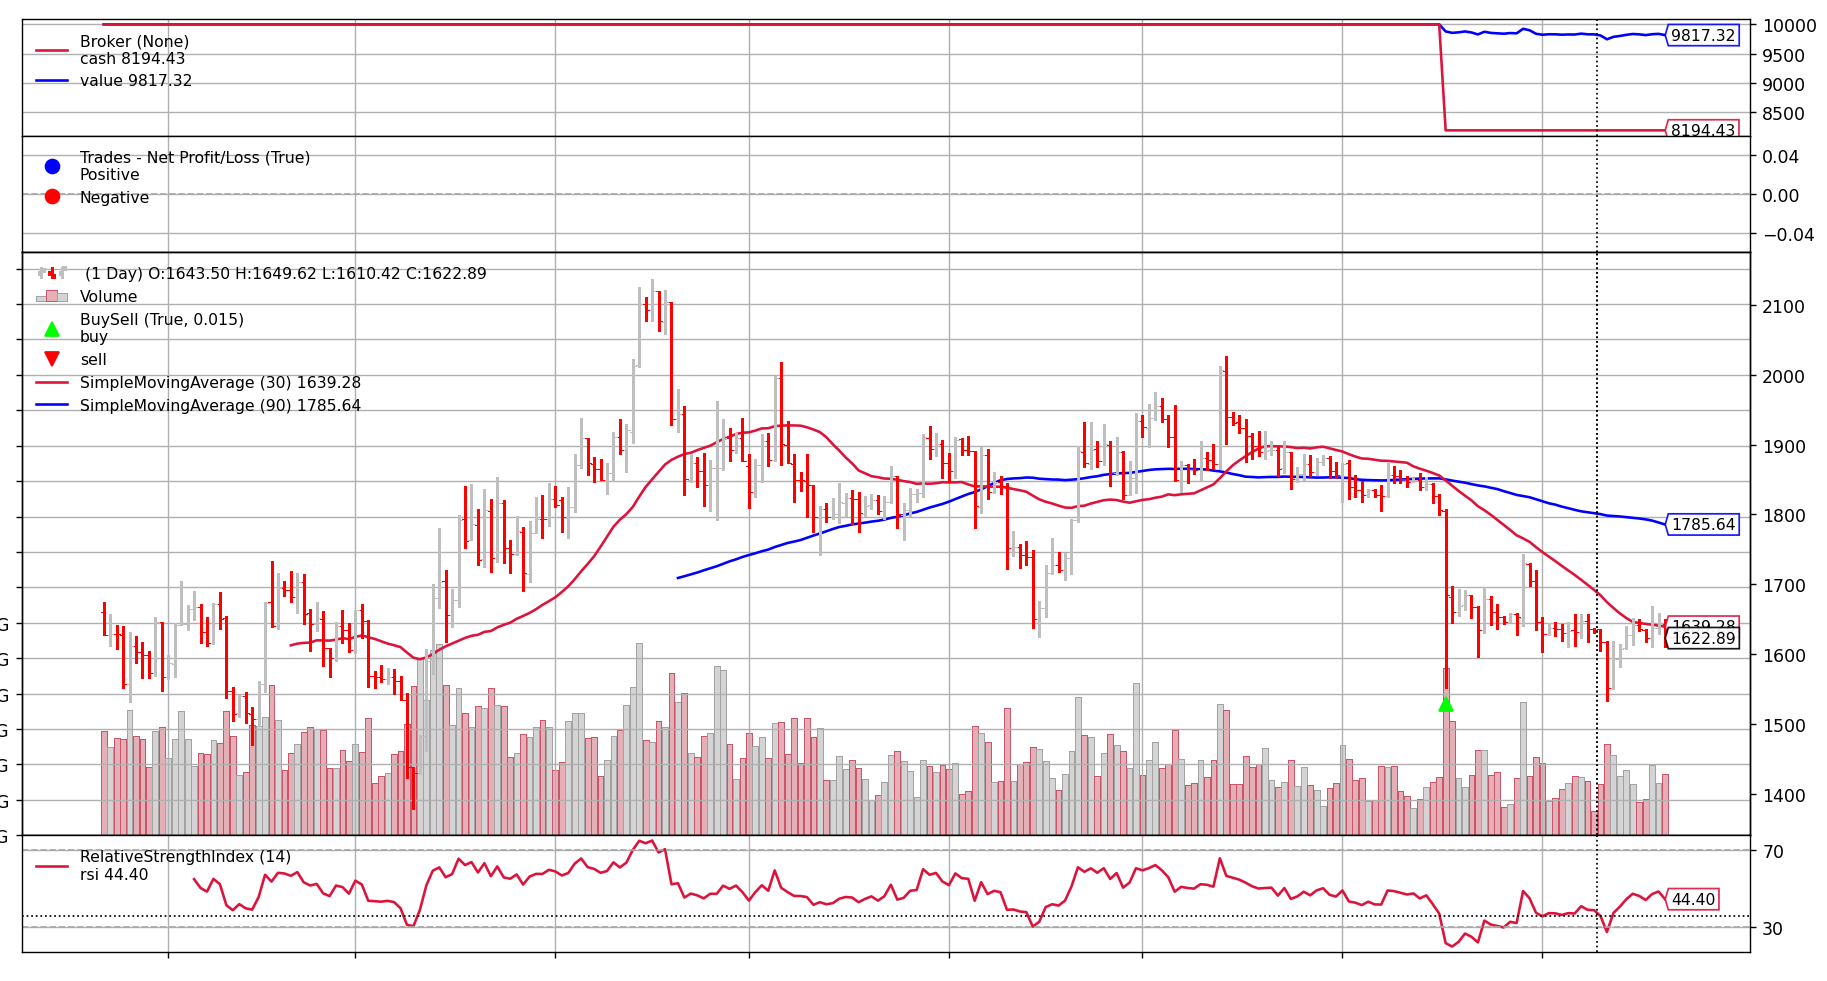 Broker (None)
cash 8194.43
value 9817.32
10000
9817.32
9500
9000
8500
8194.43
Trades - Net Profit/Loss (True)
Positive
Negative
0.04
0.00
−0.04
(1 Day) O:1643.50 H:1649.62 L:1610.42 C:1622.89
Volume
BuySell (True, 0.015)
buy
sell
SimpleMovingAverage (30) 1639.28
SimpleMovingAverage (90) 1785.64
2100
2000
1900
1800
1785.64
1700
1639.28
1622.89
1600
1500
1400
G
G
G
G
G
G
G
RelativeStrengthIndex (14)
rsi 44.40
70
44.40
30